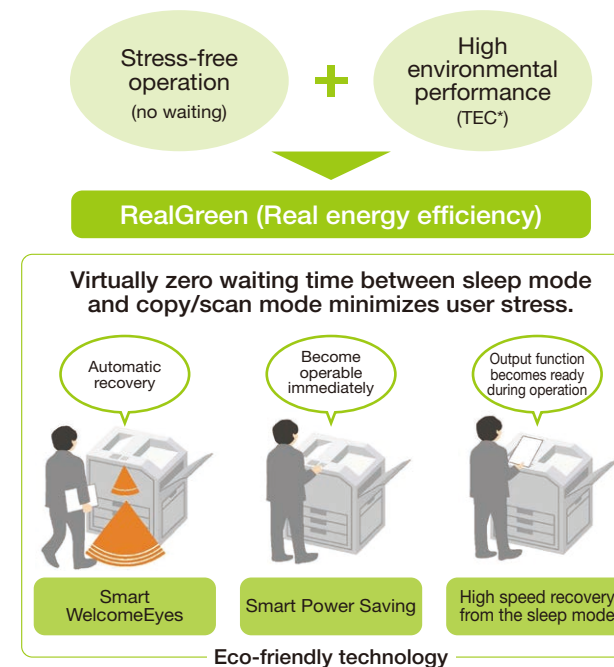 Stress-free
operation
(no waiting)
+
High
environmental
performance
(TEC*)
RealGreen (Real energy efficiency)
Virtually zero waiting time between sleep mode
and copy/scan mode minimizes user stress.
Automatic
recovery
Become
operable
immediately
Output function
becomes ready
during operation
Smart
WelcomeEyes
Smart Power Saving
High speed recovery
from the sleep mode
Eco-friendly technology